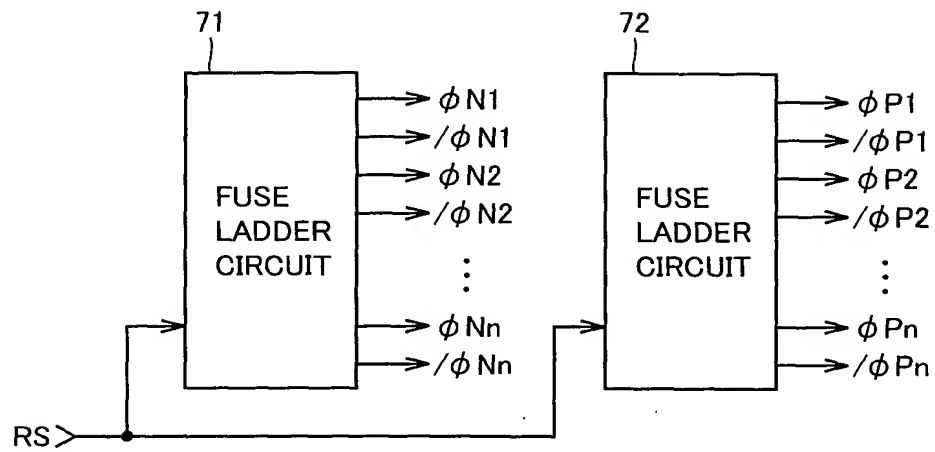 71
72
FUSE
LADDER
CIRCUIT
φN1
/φN1
φN2
/φN2
⋮
φNn
/φNn
FUSE
LADDER
CIRCUIT
φP1
/φP1
φP2
/φP2
⋮
φPn
/φPn
RS